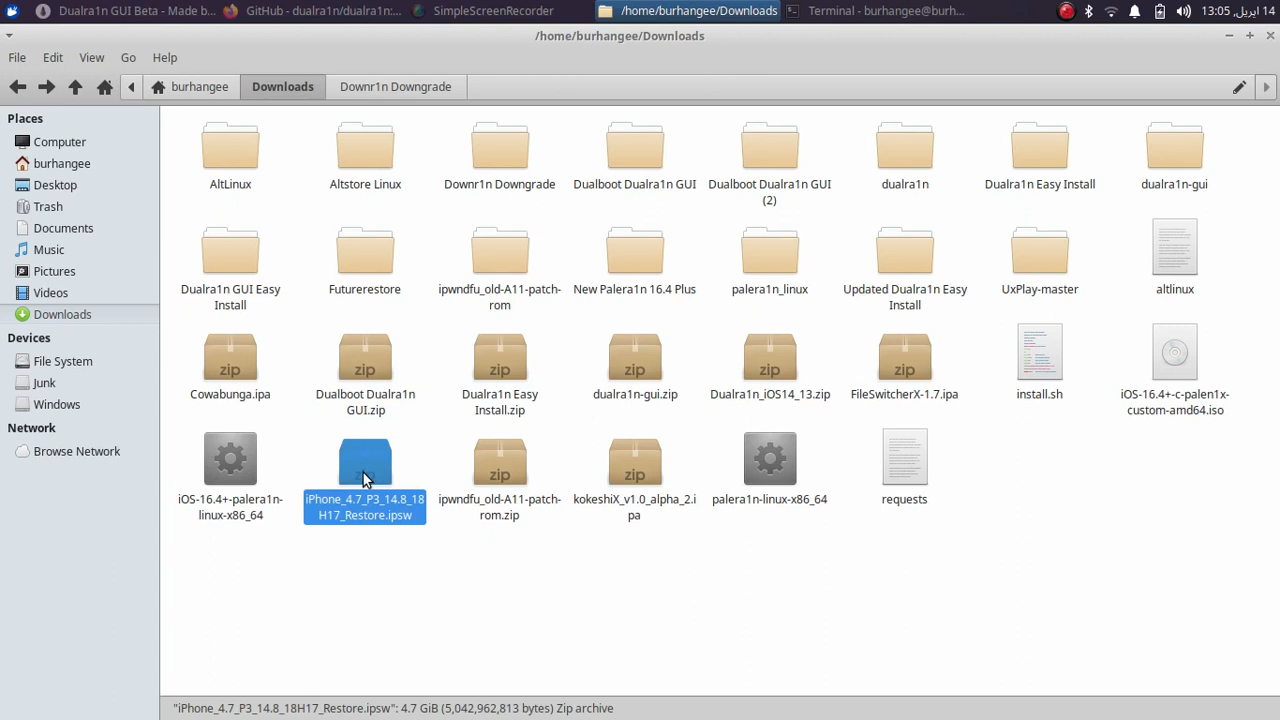 Dualra1n GUI Beta - Made b... GitHub - dualra1n/dualra1n:... SimpleScreenRecorder /home/burhangee/Downloads Terminal - burhangee@burh... 14 اپریل, 13:05
/home/burhangee/Downloads
File Edit View Go Help
burhangee Downloads Downr1n Downgrade
Places
Computer
burhangee
Desktop
Trash
Documents
Music
Pictures
Videos
Downloads
Devices
File System
Junk
Windows
Network
Browse Network
AltLinux
Altstore Linux
Downr1n Downgrade
Dualboot Dualra1n GUI
Dualboot Dualra1n GUI
(2)
dualra1n
Dualra1n Easy Install
dualra1n-gui
Dualra1n GUI Easy
Install
Futurerestore
ipwndfu_old-A11-patch-
rom
New Palera1n 16.4 Plus
palera1n_linux
Updated Dualra1n Easy
Install
UxPlay-master
altlinux
zip
Cowabunga.ipa
zip
Dualboot Dualra1n
GUI.zip
zip
Dualra1n Easy
Install.zip
zip
dualra1n-gui.zip
zip
Dualra1n_iOS14_13.zip
zip
FileSwitcherX-1.7.ipa
install.sh
iOS-16.4+-c-palen1x-
custom-amd64.iso
iOS-16.4+-palera1n-
linux-x86_64
zip
iPhone_4.7_P3_14.8_18
H17_Restore.ipsw
zip
ipwndfu_old-A11-patch-
rom.zip
zip
kokeshiX_v1.0_alpha_2.i
pa
palera1n-linux-x86_64
requests
"iPhone_4.7_P3_14.8_18H17_Restore.ipsw": 4.7 GiB (5,042,962,813 bytes) Zip archive